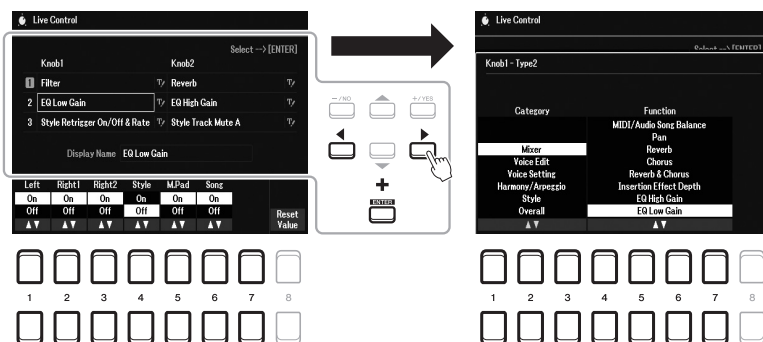 Live Control
Select --> [ENTER]
Knob1 Knob2
1 Filter Reverb
2 EQ Low Gain EQ High Gain
3 Style Retrigger On/Off & Rate Style Track Mute A
Display Name EQ Low Gain
Left Right1 Right2 Style M.Pad Song
On On On On On On
Off Off Off Off Off Off
Reset
Value
1 2 3 4 5 6 7 8
–/NO +/YES
+
ENTER
Live Control
Select --> [ENTER]
Knob1 - Type2
Category Function
MIDI/Audio Song Balance
Pan
Mixer Reverb
Voice Edit Chorus
Voice Setting Reverb & Chorus
Harmony/Arpeggio Insertion Effect Depth
Style EQ High Gain
Overall EQ Low Gain
1 2 3 4 5 6 7 8